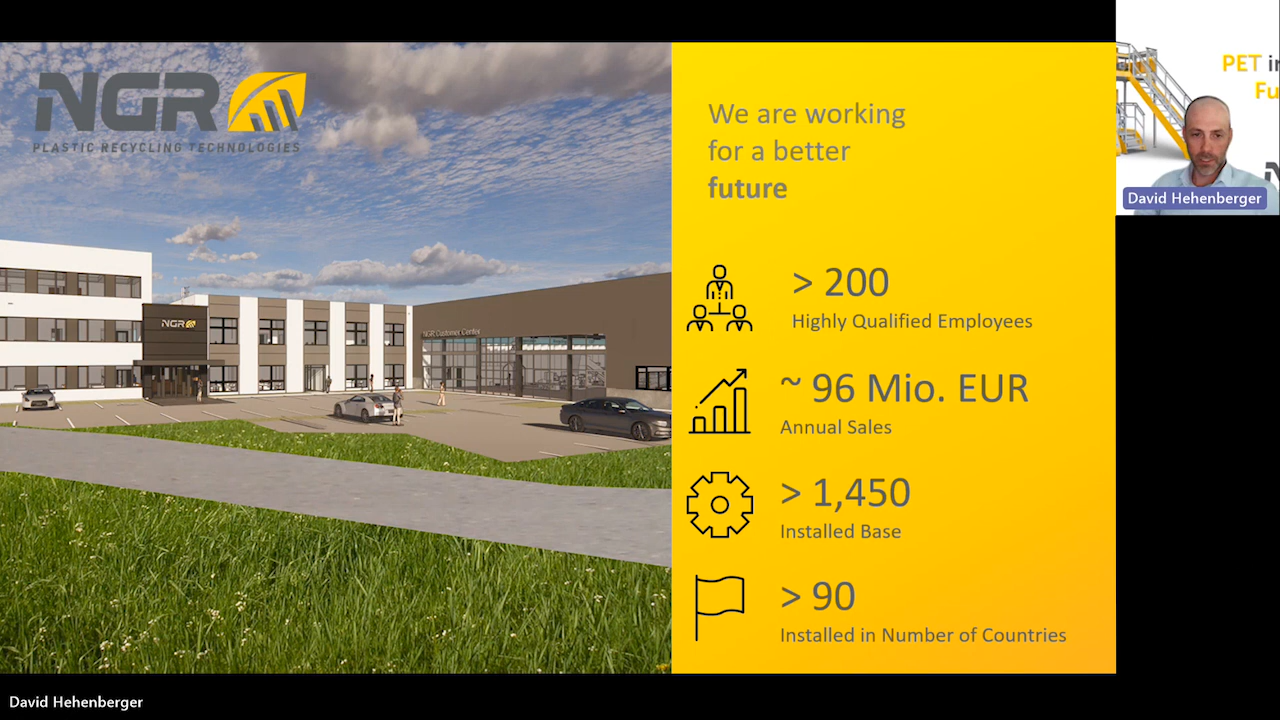 NGR
PLASTIC RECYCLING TECHNOLOGIES
NGR
NGR Customer Center
We are working
for a better
future
> 200
Highly Qualified Employees
~ 96 Mio. EUR
Annual Sales
> 1,450
Installed Base
> 90
Installed in Number of Countries
PET in
Fu
David Hehenberger
David Hehenberger